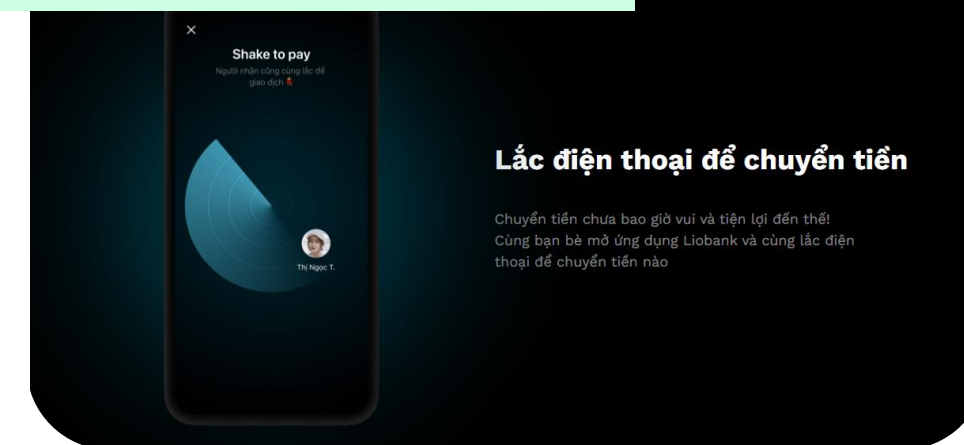 Shake to pay
Người nhận cũng cùng lắc để
giao dịch 💃
Thị Ngọc T.
Lắc điện thoại để chuyển tiền
Chuyển tiền chưa bao giờ vui và tiện lợi đến thế!
Cùng bạn bè mở ứng dụng Liobank và cùng lắc điện
thoại để chuyển tiền nào